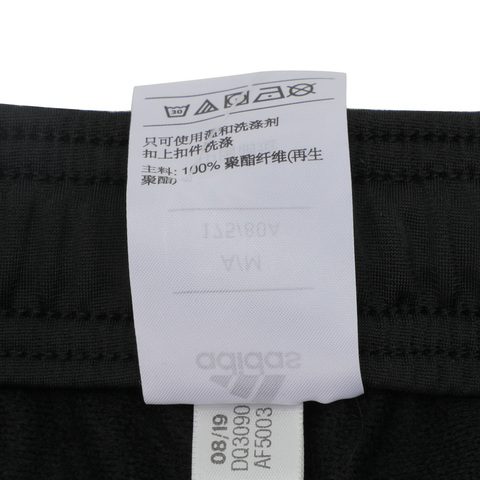 30
只可使用温和洗涤剂
扣上扣件洗涤
主料: 100% 聚酯纤维(再生
聚酯)
175/80A
A/M
adidas
08/19
DQ3090
AF5003